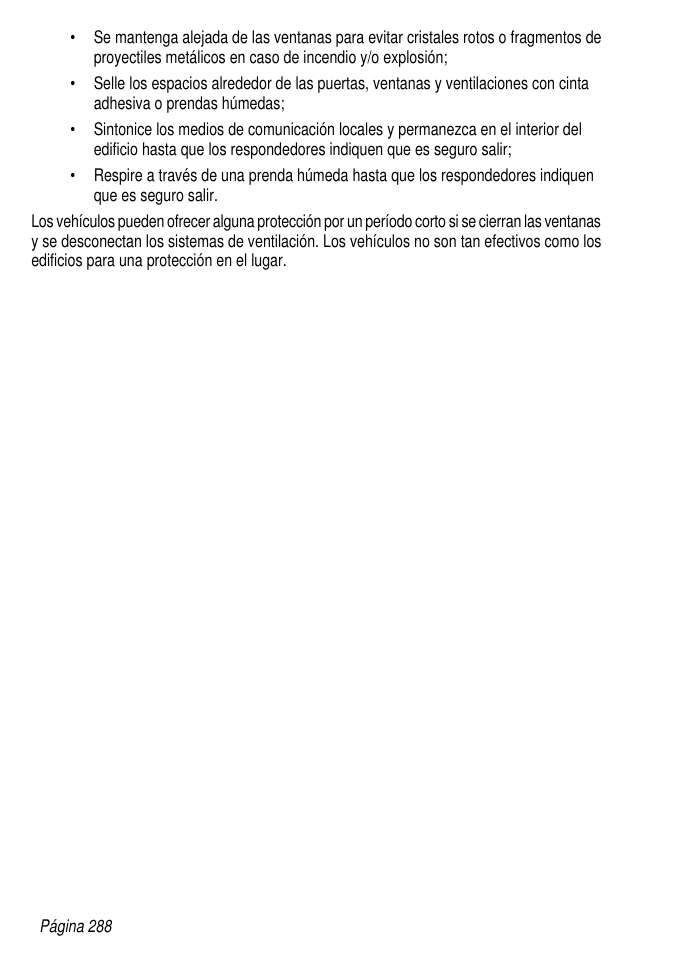 • Se mantenga alejada de las ventanas para evitar cristales rotos o fragmentos de
proyectiles metálicos en caso de incendio y/o explosión;
• Selle los espacios alrededor de las puertas, ventanas y ventilaciones con cinta
adhesiva o prendas húmedas;
• Sintonice los medios de comunicación locales y permanezca en el interior del
edificio hasta que los respondedores indiquen que es seguro salir;
• Respire a través de una prenda húmeda hasta que los respondedores indiquen
que es seguro salir.
Los vehículos pueden ofrecer alguna protección por un período corto si se cierran las ventanas
y se desconectan los sistemas de ventilación. Los vehículos no son tan efectivos como los
edificios para una protección en el lugar.
Página 288